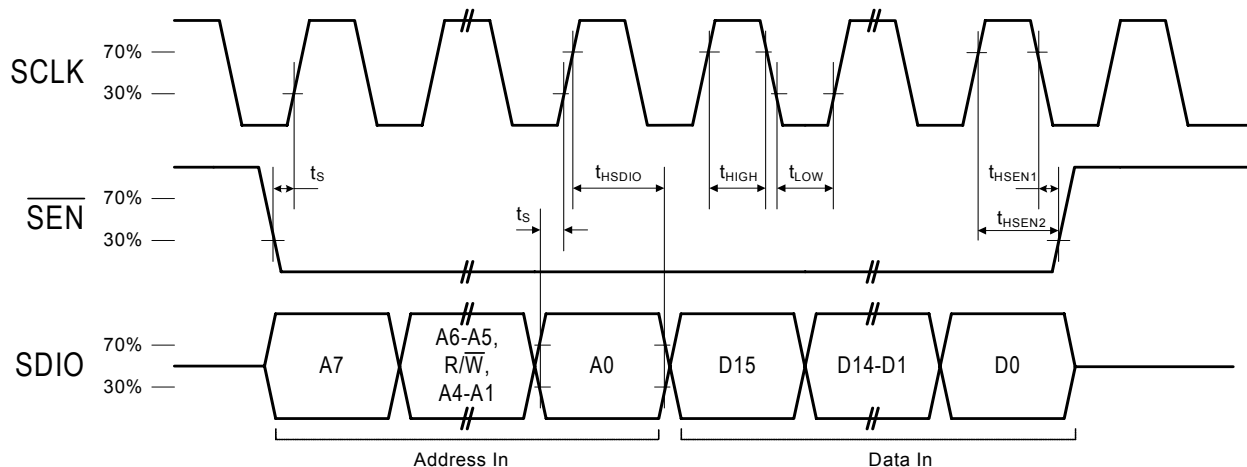 SCLK
70%
30%
tS
tHSDIO
tHIGH
tLOW
tHSEN1
tHSEN2
SEN
70%
30%
tS
SDIO
70%
30%
A7
A6-A5,
R/W,
A4-A1
A0
D15
D14-D1
D0
Address In
Data In